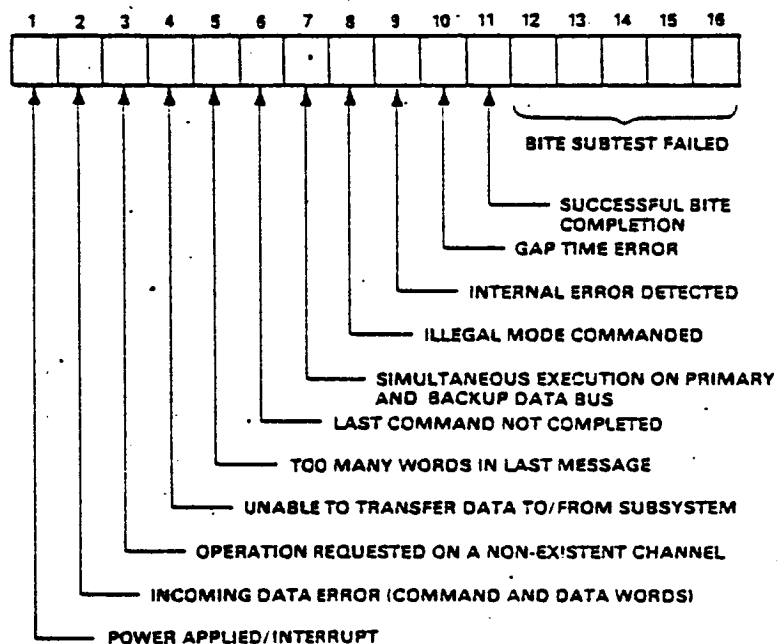 1 2 3 4 5 6 7 8 9 10 11 12 13 14 15 16
BITE SUBTEST FAILED
SUCCESSFUL BITE
COMPLETION
GAP TIME ERROR
INTERNAL ERROR DETECTED
ILLEGAL MODE COMMANDED
SIMULTANEOUS EXECUTION ON PRIMARY
AND BACKUP DATA BUS
LAST COMMAND NOT COMPLETED
TOO MANY WORDS IN LAST MESSAGE
UNABLE TO TRANSFER DATA TO/FROM SUBSYSTEM
OPERATION REQUESTED ON A NON-EXISTENT CHANNEL
INCOMING DATA ERROR (COMMAND AND DATA WORDS)
POWER APPLIED/INTERRUPT